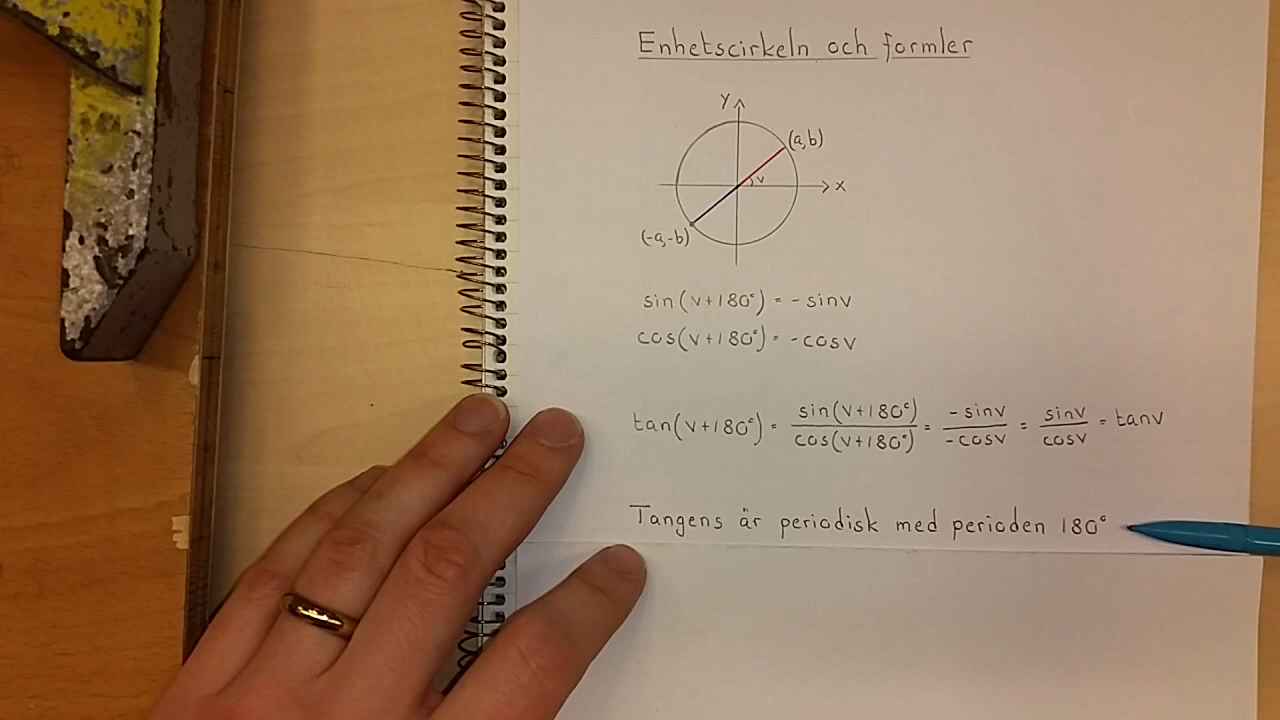 Enhetscirkeln och formler
y
(a,b)
v
x
(-a,-b)
sin(v+180°) = -sinv
cos(v+180°) = -cosv
tan(v+180°) = sin(v+180°)/cos(v+180°) = -sinv/-cosv = sinv/cosv = tanv
Tangens är periodisk med perioden 180°